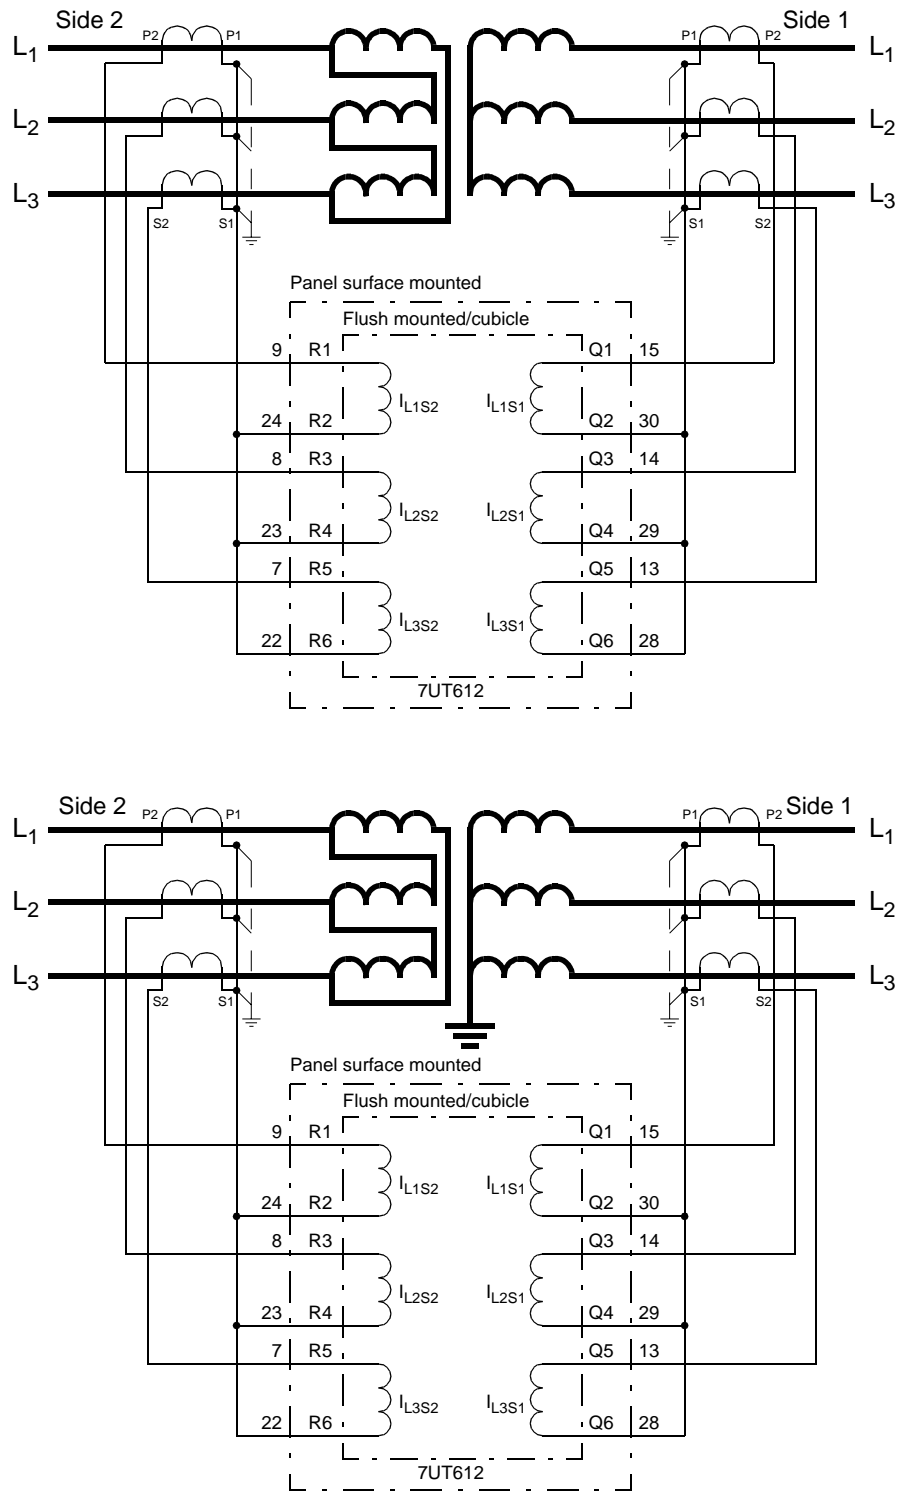 Side 2 Side 1
P2 P1 P1 P2
L1 L1
L2 L2
L3 L3
S2 S1 S1 S2
Panel surface mounted
Flush mounted/cubicle
9 R1 Q1 15
IL1S2 IL1S1
24 R2 Q2 30
8 R3 Q3 14
IL2S2 IL2S1
23 R4 Q4 29
7 R5 Q5 13
IL3S2 IL3S1
22 R6 Q6 28
7UT612
Side 2 Side 1
P2 P1 P1 P2
L1 L1
L2 L2
L3 L3
S2 S1 S1 S2
Panel surface mounted
Flush mounted/cubicle
9 R1 Q1 15
IL1S2 IL1S1
24 R2 Q2 30
8 R3 Q3 14
IL2S2 IL2S1
23 R4 Q4 29
7 R5 Q5 13
IL3S2 IL3S1
22 R6 Q6 28
7UT612